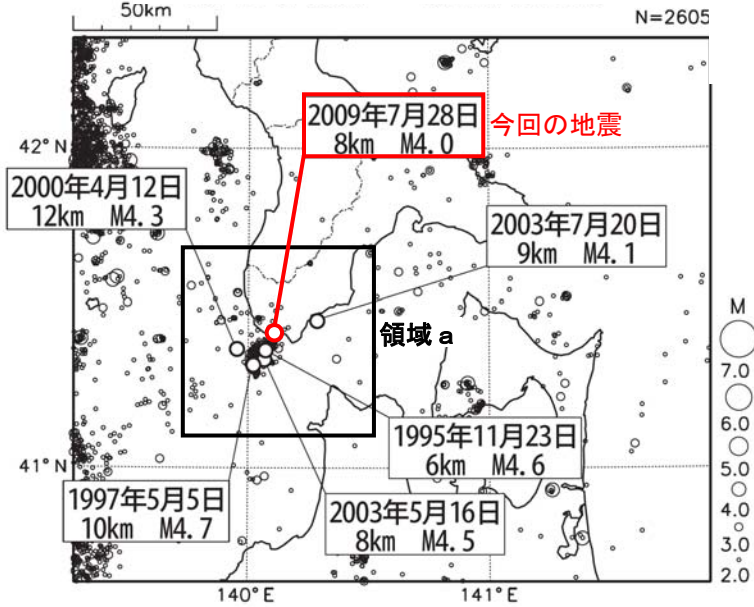 50km
N=2605
2009年7月28日
8km M4.0
今回の地震
42°N
2000年4月12日
12km M4.3
2003年7月20日
9km M4.1
M
領域a
7.0
6.0
1995年11月23日
6km M4.6
41°N
5.0
1997年5月5日
10km M4.7
2003年5月16日
8km M4.5
4.0
3.0
2.0
140°E
141°E